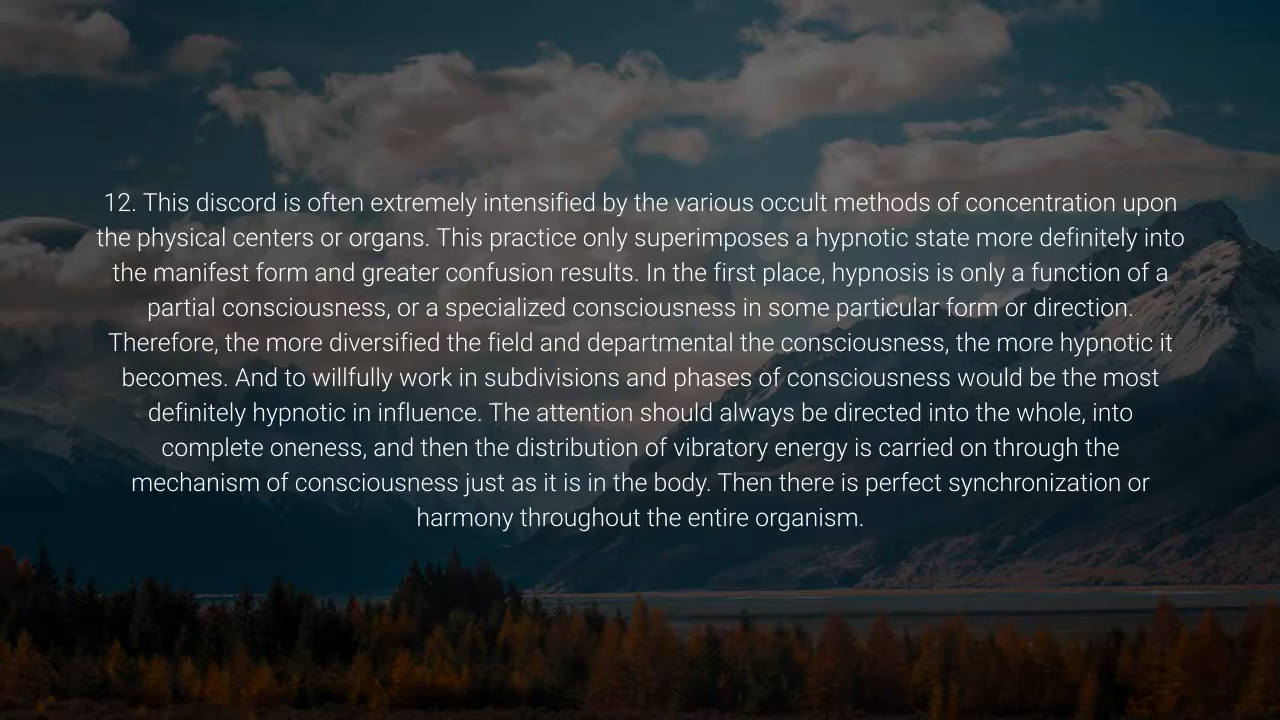 12. This discord is often extremely intensified by the various occult methods of concentration upon
the physical centers or organs. This practice only superimposes a hypnotic state more definitely into
the manifest form and greater confusion results. In the first place, hypnosis is only a function of a
partial consciousness, or a specialized consciousness in some particular form or direction.
Therefore, the more diversified the field and departmental the consciousness, the more hypnotic it
becomes. And to willfully work in subdivisions and phases of consciousness would be the most
definitely hypnotic in influence. The attention should always be directed into the whole, into
complete oneness, and then the distribution of vibratory energy is carried on through the
mechanism of consciousness just as it is in the body. Then there is perfect synchronization or
harmony throughout the entire organism.